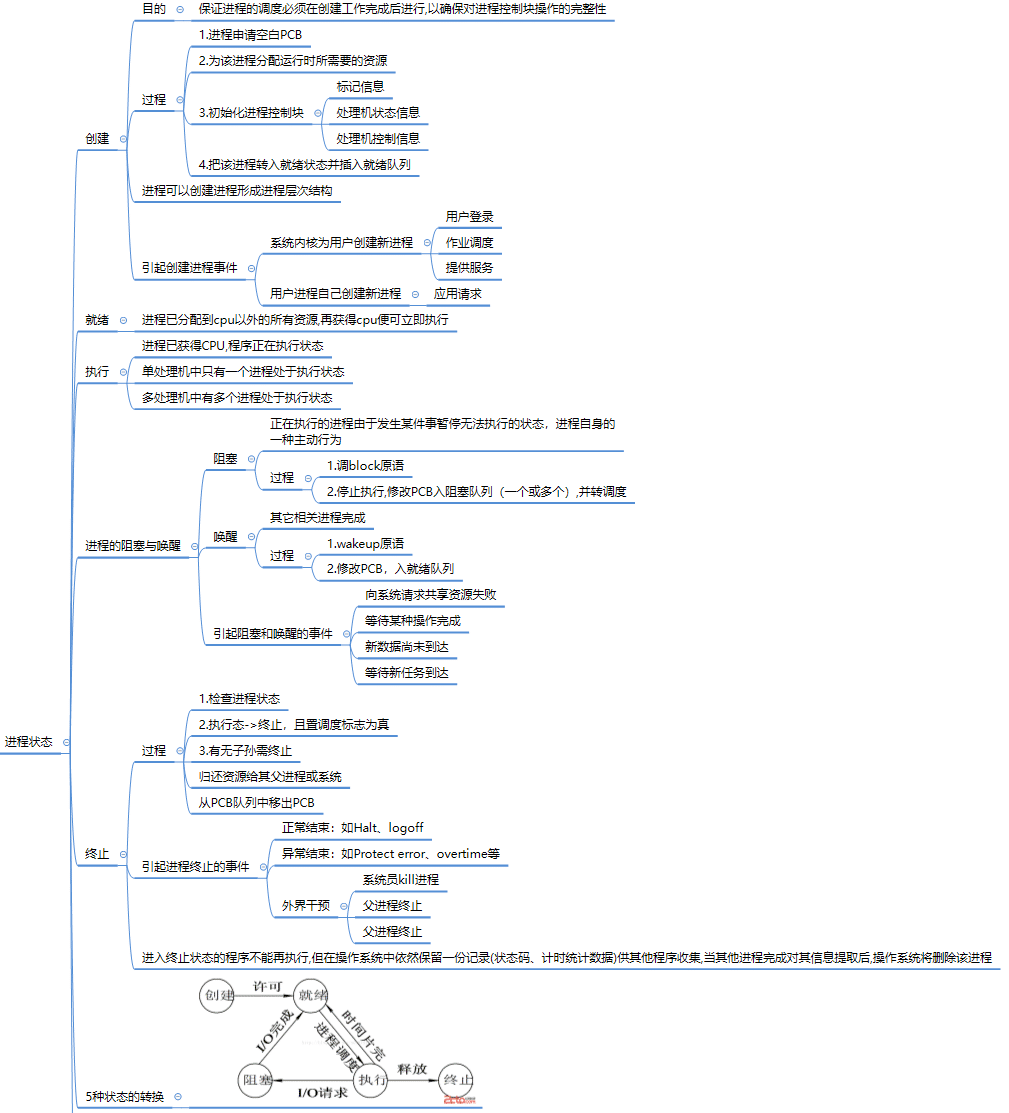 目的
保证进程的调度必须在创建工作完成后进行,以确保对进程控制块操作的完整性
1.进程申请空白PCB
2.为该进程分配运行时所需要的资源
过程
标记信息
3.初始化进程控制块
处理机状态信息
处理机控制信息
创建
4.把该进程转入就绪状态并插入就绪队列
进程可以创建进程形成进程层次结构
用户登录
系统内核为用户创建新进程
作业调度
引起创建进程事件
提供服务
用户进程自己创建新进程
应用请求
就绪
进程已分配到cpu以外的所有资源,再获得cpu便可立即执行
进程已获得CPU,程序正在执行状态
执行
单处理机中只有一个进程处于执行状态
多处理机中有多个进程处于执行状态
正在执行的进程由于发生某件事暂停无法执行的状态，进程自身的
一种主动行为
阻塞
过程
1.调block原语
2.停止执行,修改PCB入阻塞队列（一个或多个）,并转调度
其它相关进程完成
唤醒
进程的阻塞与唤醒
过程
1.wakeup原语
2.修改PCB，入就绪队列
向系统请求共享资源失败
等待某种操作完成
引起阻塞和唤醒的事件
新数据尚未到达
等待新任务到达
1.检查进程状态
进程状态
2.执行态->终止，且置调度标志为真
过程
3.有无子孙需终止
归还资源给其父进程或系统
从PCB队列中移出PCB
正常结束：如Halt、logoff
终止
引起进程终止的事件
异常结束：如Protect error、overtime等
系统员kill进程
外界干预
父进程终止
父进程终止
进入终止状态的程序不能再执行,但在操作系统中依然保留一份记录(状态码、计时统计数据)供其他程序收集,当其他进程完成对其信息提取后,操作系统将删除该进程
创建
许可
就绪
I/O完成
进程调度
时间片完
阻塞
I/O请求
执行
释放
终止
5种状态的转换